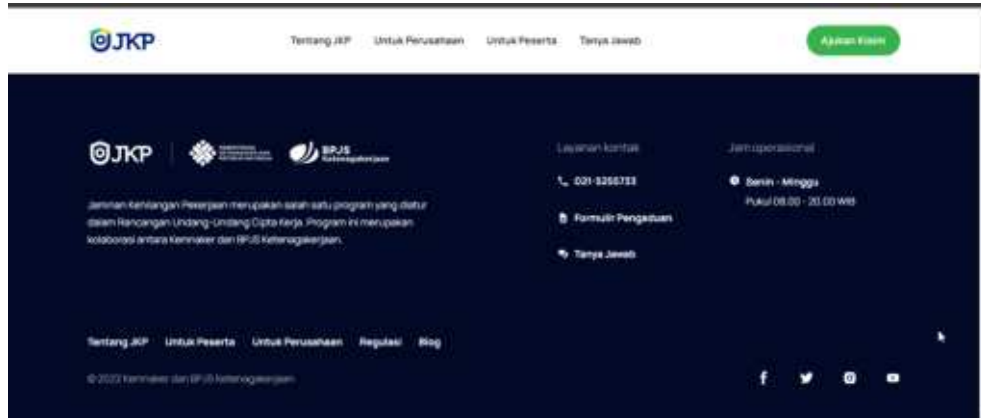 JKP
Tentang JKP Untuk Perusahaan Untuk Peserta Tanya Jawab
Ajukan Klaim
JKP
BPJS
Ketenagakerjaan
Layanan kontak
Jam operasional
021-5255733
Senin - Minggu
Pukul 08.00 - 20.00 WIB
Formulir Pengaduan
Tanya Jawab
Jaminan Kehilangan Pekerjaan merupakan salah satu program yang diatur
dalam Rancangan Undang-Undang Cipta Kerja. Program ini merupakan
kolaborasi antara Kemnaker dan BPJS Ketenagakerjaan.
Tentang JKP Untuk Peserta Untuk Perusahaan Regulasi Blog
© 2022 Kemnaker dan BPJS Ketenagakerjaan